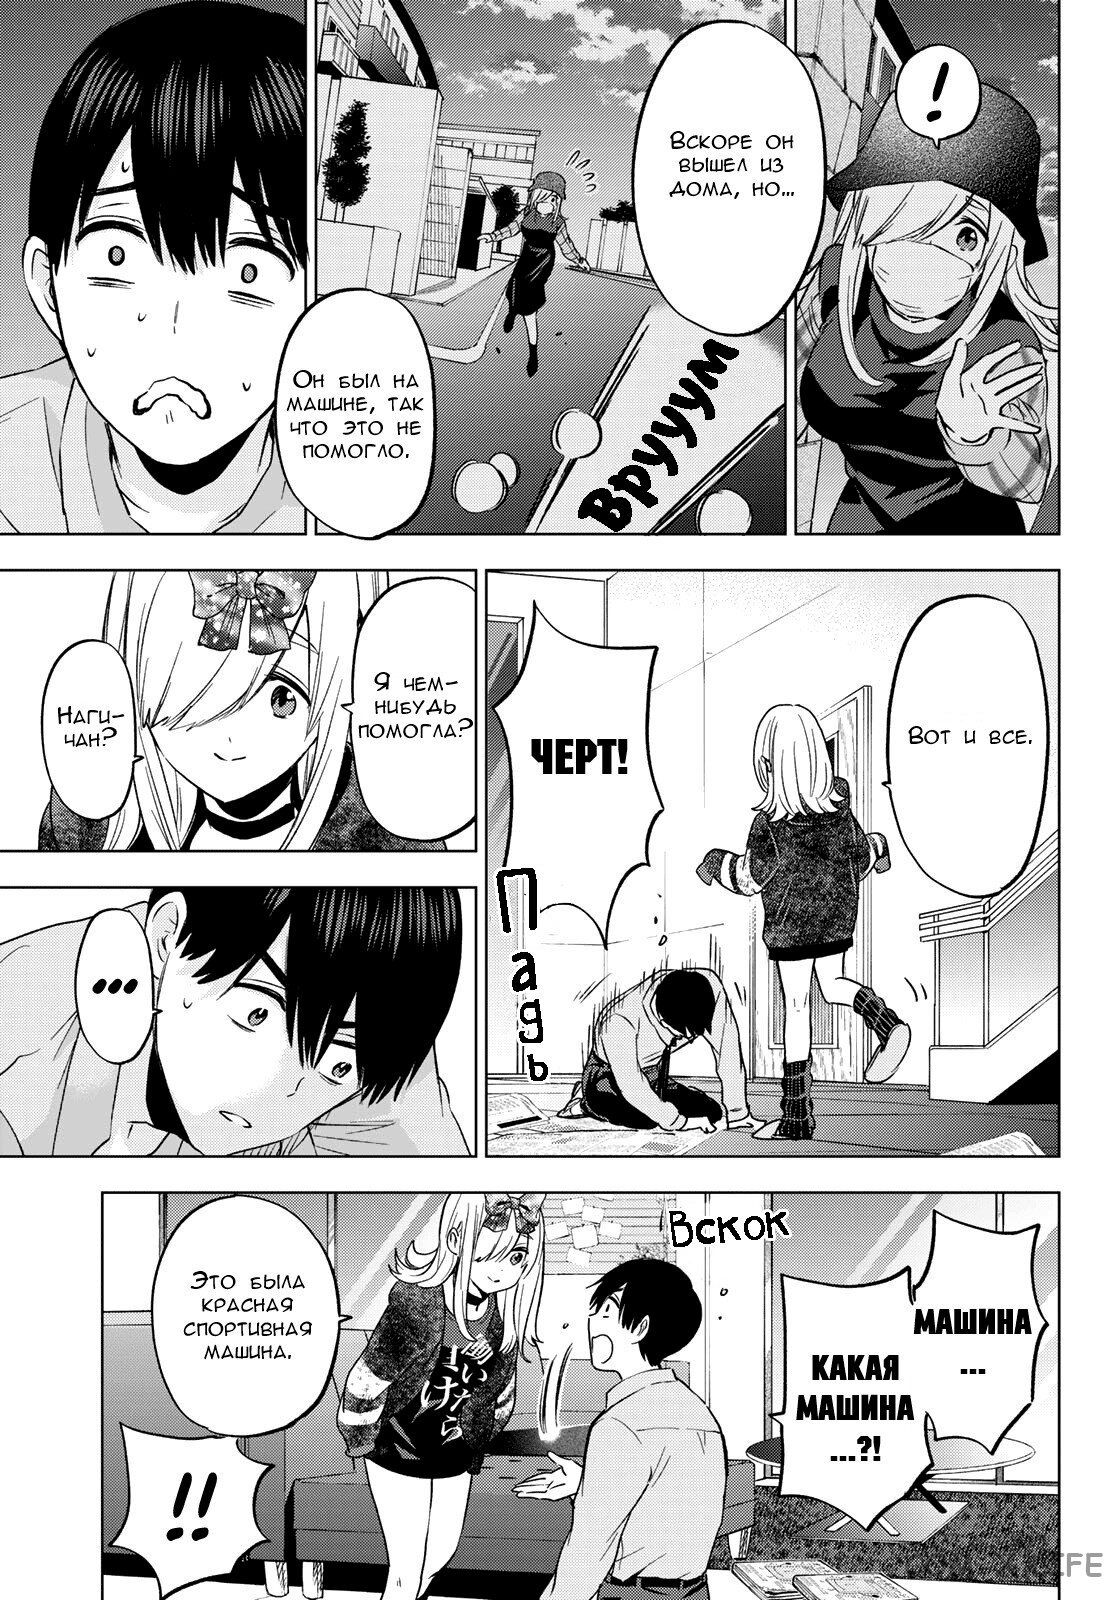 !
Вскоре он
вышел из
дома, но...
Вруууум
Он был на
машине, так
что это не
помогло.
Вот и все.
ЧЕРТ!
Падь
Я чем-
нибудь
помогла?
Наги-
чан?
...
МАШИНА
...
КАКАЯ
МАШИНА
...?!
Вскок
Это была
красная
спортивная
машина.
!!